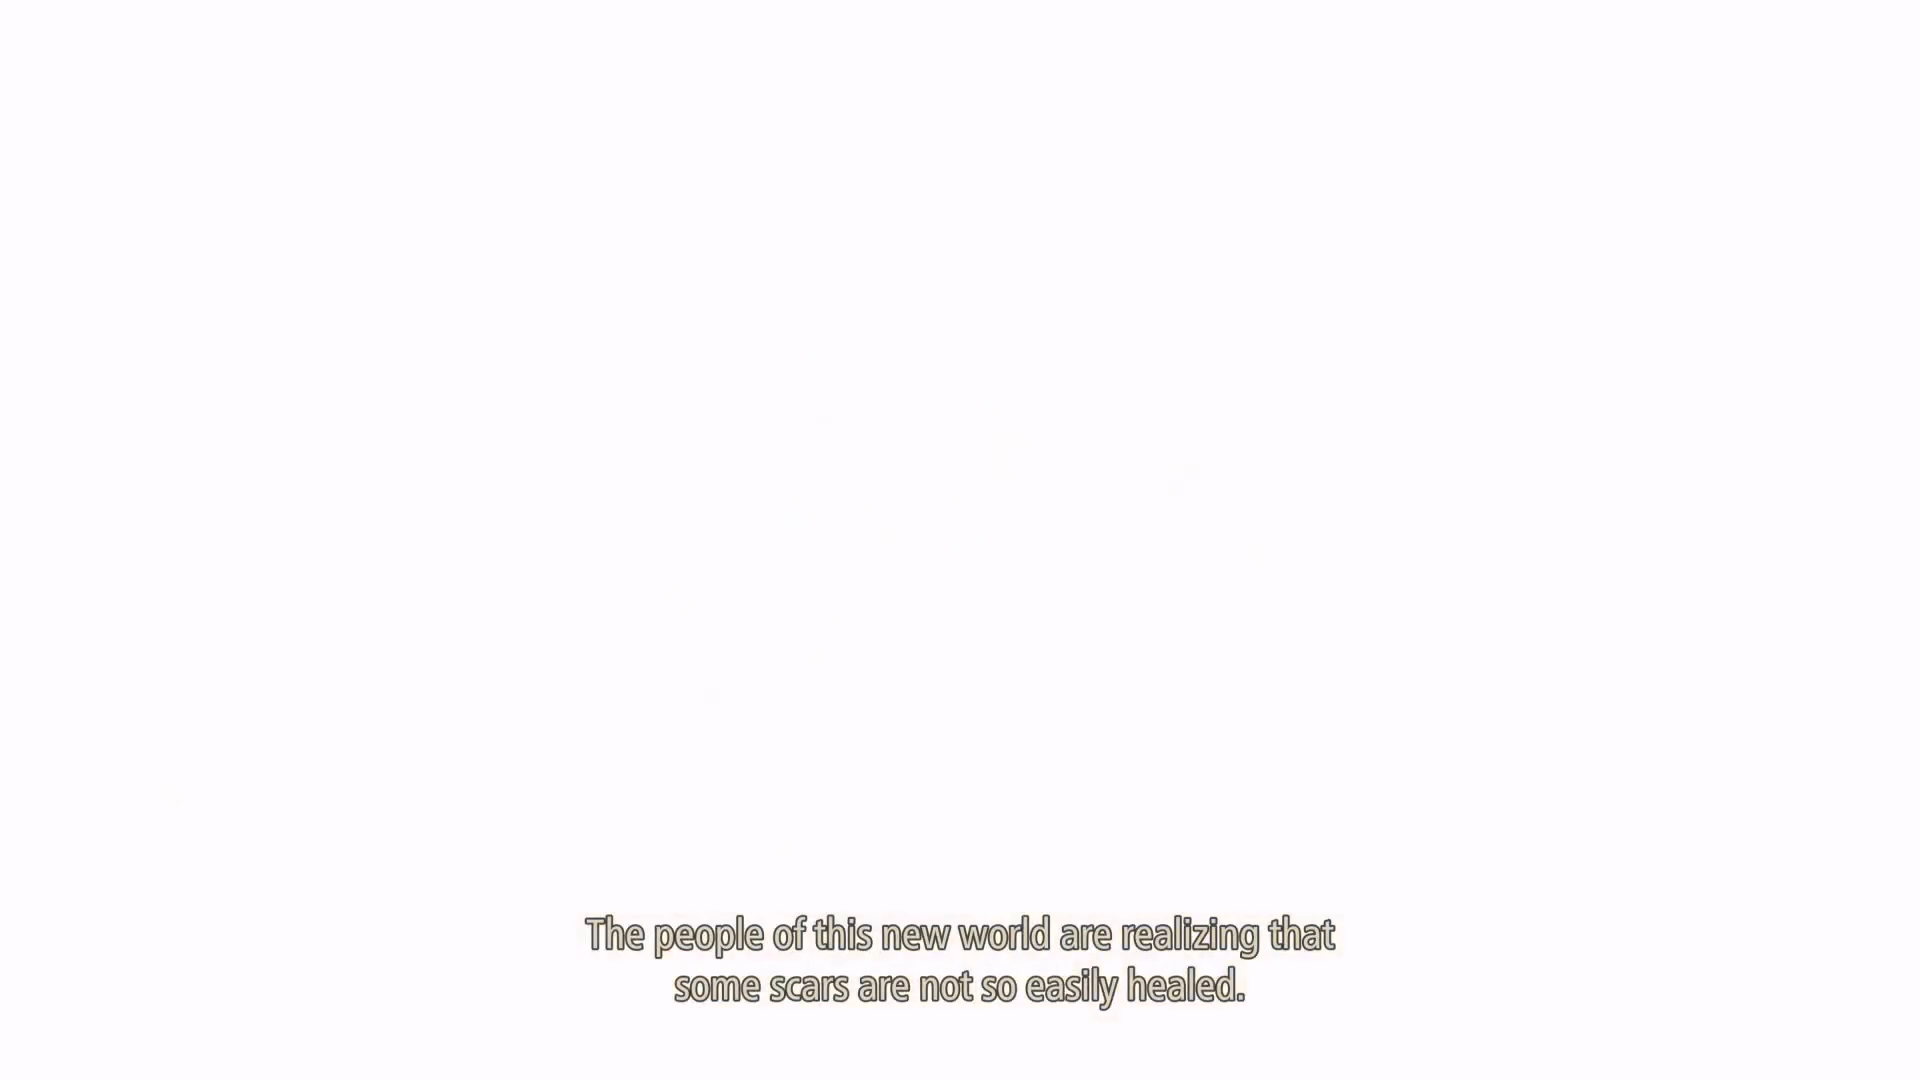 The people of this new world are realizing that
some scars are not so easily healed.